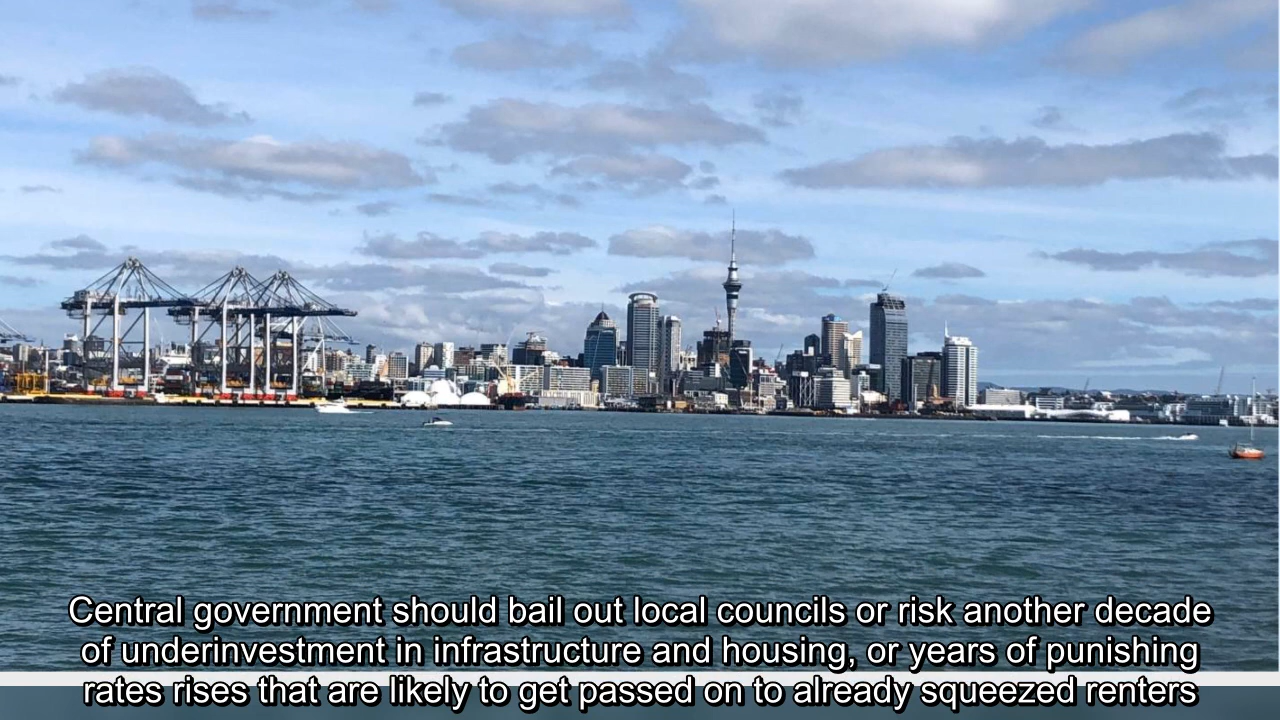 Central government should bail out local councils or risk another decade
of underinvestment in infrastructure and housing, or years of punishing
rates rises that are likely to get passed on to already squeezed renters